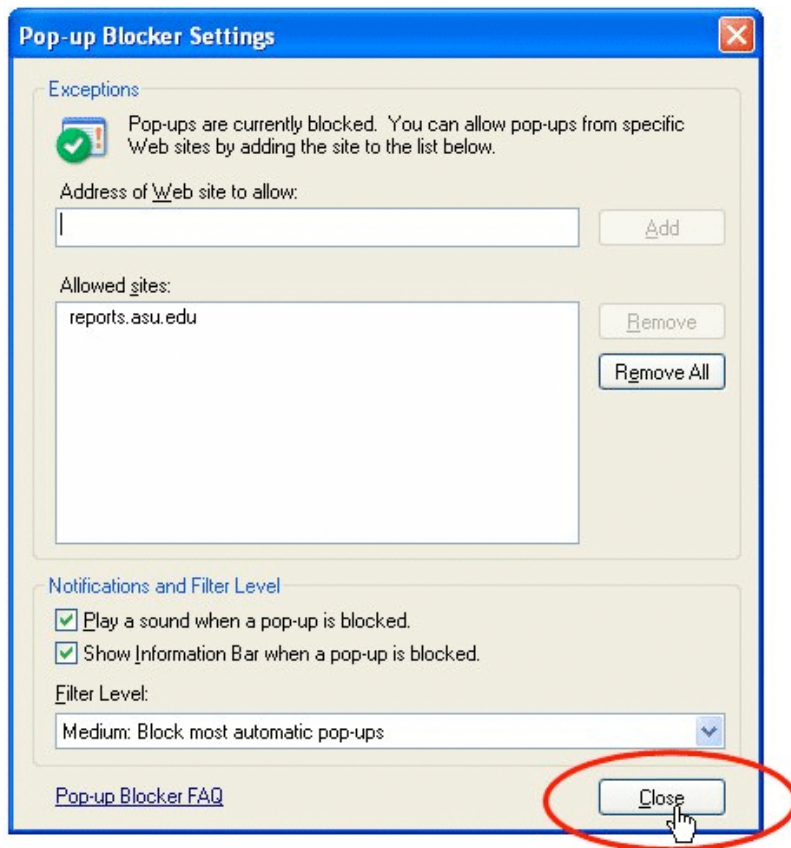 Pop-up Blocker Settings
Exceptions
Pop-ups are currently blocked. You can allow pop-ups from specific
Web sites by adding the site to the list below.
Address of Web site to allow:
Add
Allowed sites:
reports.asu.edu
Remove
Remove All
Notifications and Filter Level
Play a sound when a pop-up is blocked.
Show Information Bar when a pop-up is blocked.
Filter Level:
Medium: Block most automatic pop-ups
Pop-up Blocker FAQ
Close